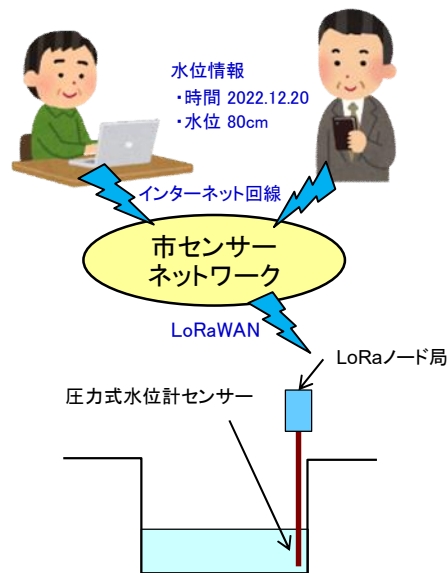 水位情報
・時間 2022.12.20
・水位 80cm
インターネット回線
市センサー
ネットワーク
LoRaWAN
LoRaノード局
圧力式水位計センサー